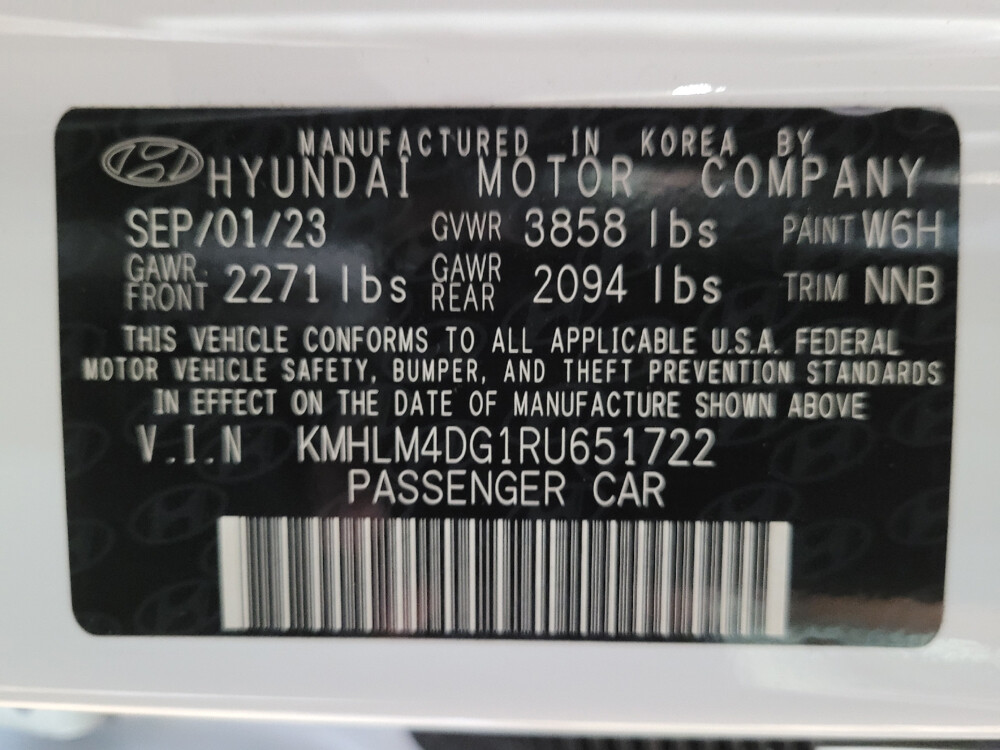 MANUFACTURED IN KOREA BY
HYUNDAI MOTOR COMPANY
SEP/01/23 GVWR 3858 lbs PAINT W6H
GAWR FRONT 2271 lbs GAWR REAR 2094 lbs TRIM NNB
THIS VEHICLE CONFORMS TO ALL APPLICABLE U.S.A. FEDERAL
MOTOR VEHICLE SAFETY, BUMPER, AND THEFT PREVENTION STANDARDS
IN EFFECT ON THE DATE OF MANUFACTURE SHOWN ABOVE
V.I.N KMHLM4DG1RU651722
PASSENGER CAR